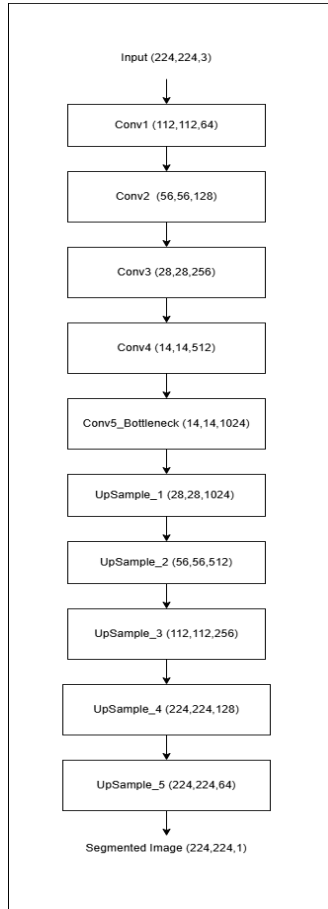 Input (224,224,3)
Conv1 (112,112,64)
Conv2 (56,56,128)
Conv3 (28,28,256)
Conv4 (14,14,512)
Conv5_Bottleneck (14,14,1024)
UpSample_1 (28,28,1024)
UpSample_2 (56,56,512)
UpSample_3 (112,112,256)
UpSample_4 (224,224,128)
UpSample_5 (224,224,64)
Segmented Image (224,224,1)